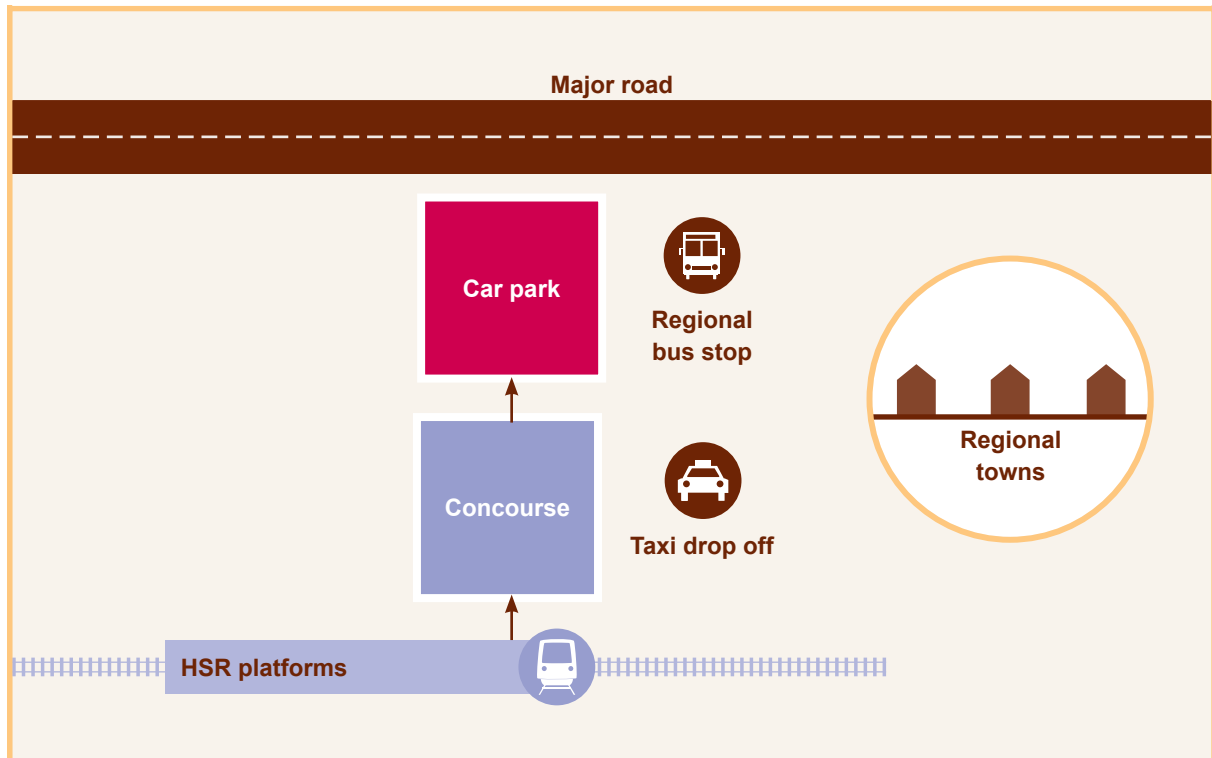 Major road
Car park
Regional
bus stop
Regional
towns
Concourse
Taxi drop off
HSR platforms